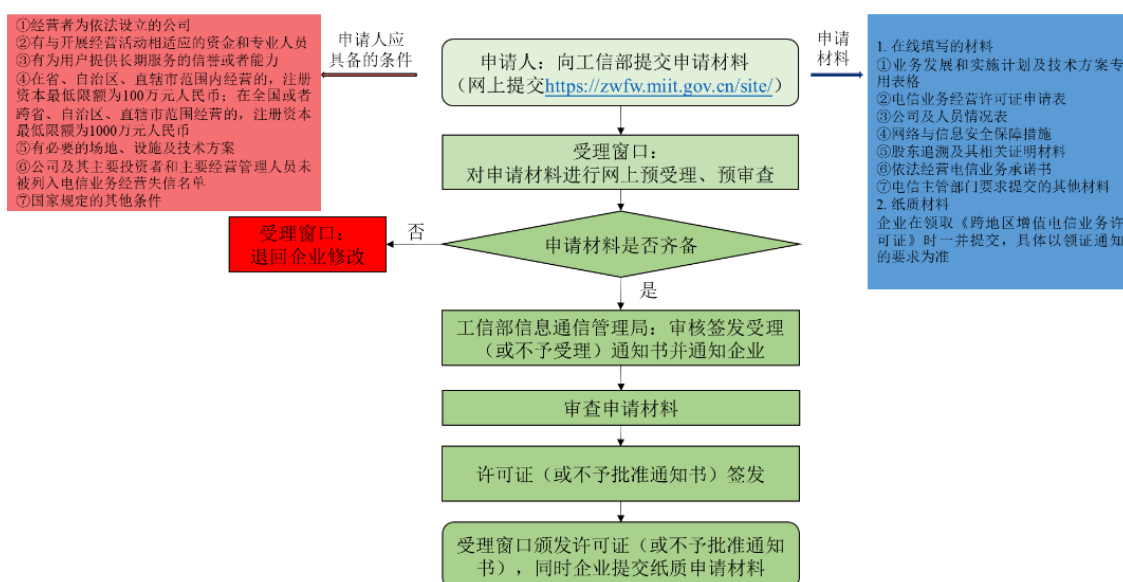 ①经营者为依法设立的公司
②有与开展经营活动相适应的资金和专业人员
③有为用户提供长期服务的信誉或者能力
④在省、自治区、直辖市范围内经营的，注册
资本最低限额为100万元人民币；在全国或者
跨省、自治区、直辖市范围经营的，注册资本
最低限额为1000万元人民币
⑤有必要的场地、设施及技术方案
⑥公司及其主要投资者和主要经营管理人员未
被列入电信业务经营失信名单
⑦国家规定的其他条件
申请人应
具备的条件
申请人：向工信部提交申请材料
（网上提交https://zwfw.miit.gov.cn/site/）
申请
材料
1. 在线填写的材料
①业务发展和实施计划及技术方案专
用表格
②电信业务经营许可证申请表
③公司及人员情况表
④网络与信息安全保障措施
⑤股东追溯及其相关证明材料
⑥依法经营电信业务承诺书
⑦电信主管部门要求提交的其他材料
2. 纸质材料
企业在领取《跨地区增值电信业务许
可证》时一并提交，具体以领证通知
的要求为准
受理窗口：
对申请材料进行网上预受理、预审查
申请材料是否齐备
否
受理窗口；
退回企业修改
是
工信部信息通信管理局：审核签发受理
（或不予受理）通知书并通知企业
审查申请材料
许可证（或不予批准通知书）签发
受理窗口颁发许可证（或不予批准通知
书），同时企业提交纸质申请材料